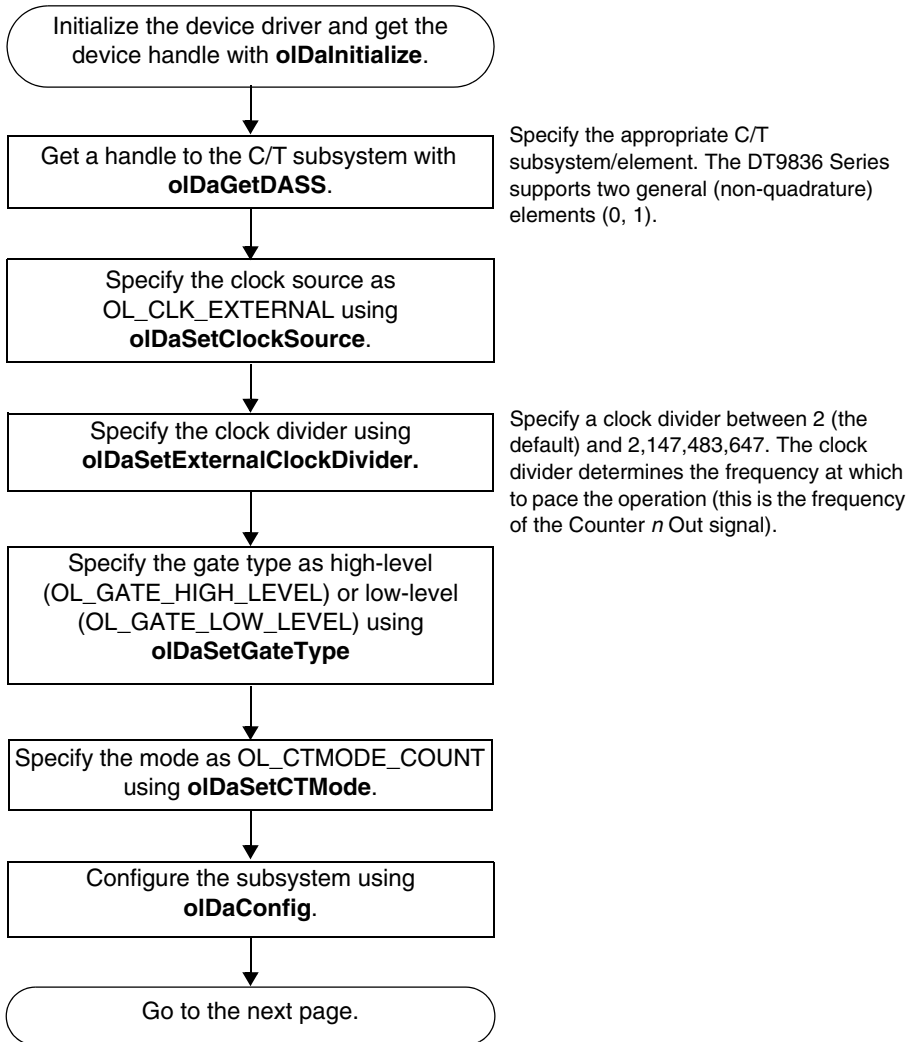 Initialize the device driver and get the
device handle with olDaInitialize.
Get a handle to the C/T subsystem with
olDaGetDASS.
Specify the appropriate C/T
subsystem/element. The DT9836 Series
supports two general (non-quadrature)
elements (0, 1).
Specify the clock source as
OL_CLK_EXTERNAL using
olDaSetClockSource.
Specify the clock divider using
olDaSetExternalClockDivider.
Specify a clock divider between 2 (the
default) and 2,147,483,647. The clock
divider determines the frequency at which
to pace the operation (this is the frequency
of the Counter n Out signal).
Specify the gate type as high-level
(OL_GATE_HIGH_LEVEL) or low-level
(OL_GATE_LOW_LEVEL) using
olDaSetGateType
Specify the mode as OL_CTMODE_COUNT
using olDaSetCTMode.
Configure the subsystem using
olDaConfig.
Go to the next page.